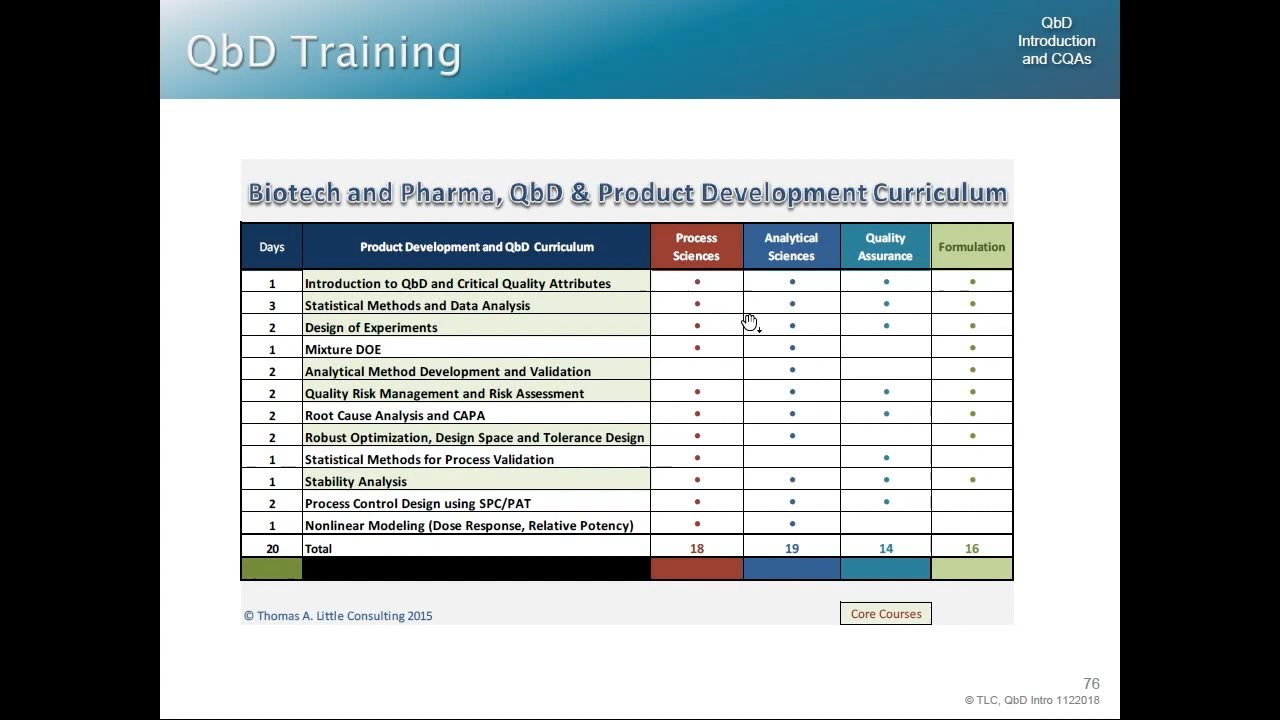 QbD Training
QbD
Introduction
and CQAs
Biotech and Pharma, QbD & Product Development Curriculum
Days Product Development and QbD Curriculum Process Sciences Analytical Sciences Quality Assurance Formulation
1 Introduction to QbD and Critical Quality Attributes • • • •
3 Statistical Methods and Data Analysis • • • •
2 Design of Experiments • • • •
1 Mixture DOE • • •
2 Analytical Method Development and Validation • •
2 Quality Risk Management and Risk Assessment • • • •
2 Root Cause Analysis and CAPA • • • •
2 Robust Optimization, Design Space and Tolerance Design • • •
1 Statistical Methods for Process Validation • •
1 Stability Analysis • • • •
2 Process Control Design using SPC/PAT • • •
1 Nonlinear Modeling (Dose Response, Relative Potency) • •
20 Total 18 19 14 16
© Thomas A. Little Consulting 2015
Core Courses
76
© TLC, QbD Intro 1122018